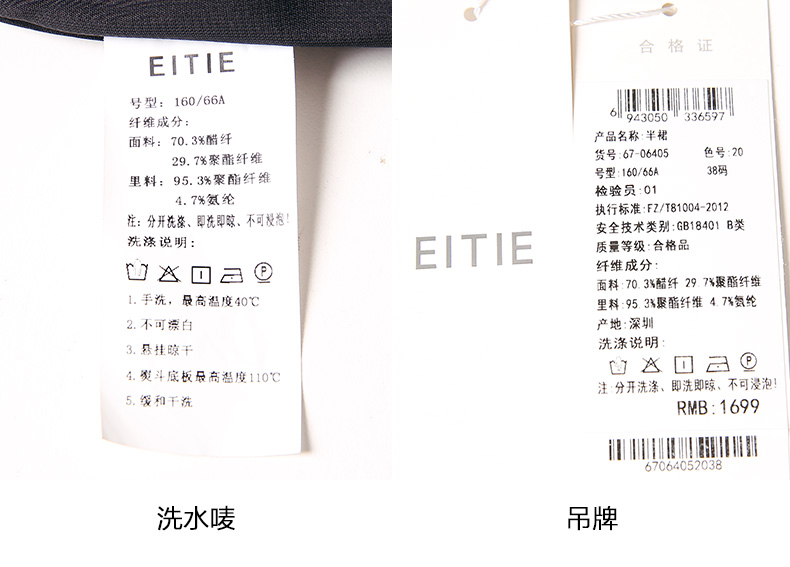 EITIE
号型：160/66A
纤维成分：
面料：70.3%醋纤
29.7%聚酯纤维
里料：95.3%聚酯纤维
4.7%氨纶
注：分开洗涤、即洗即晾、不可浸泡！
洗涤说明：
P
1.手洗，最高温度40℃
2.不可漂白
3.悬挂晾干
4.熨斗底板最高温度110℃
5.缓和干洗
洗水唛
EITIE
合格证
6 943050 336597
产品名称：半裙
货号：67-06405 色号：20
号型：160/66A 38码
检验员：01
执行标准：FZ/T81004-2012
安全技术类别：GB18401 B类
质量等级：合格品
纤维成分：
面料：70.3%醋纤 29.7%聚酯纤维
里料：95.3%聚酯纤维 4.7%氨纶
产地：深圳
洗涤说明：
P
注：分开洗涤、即洗即晾、不可浸泡！
RMB：1699
67064052038
吊牌